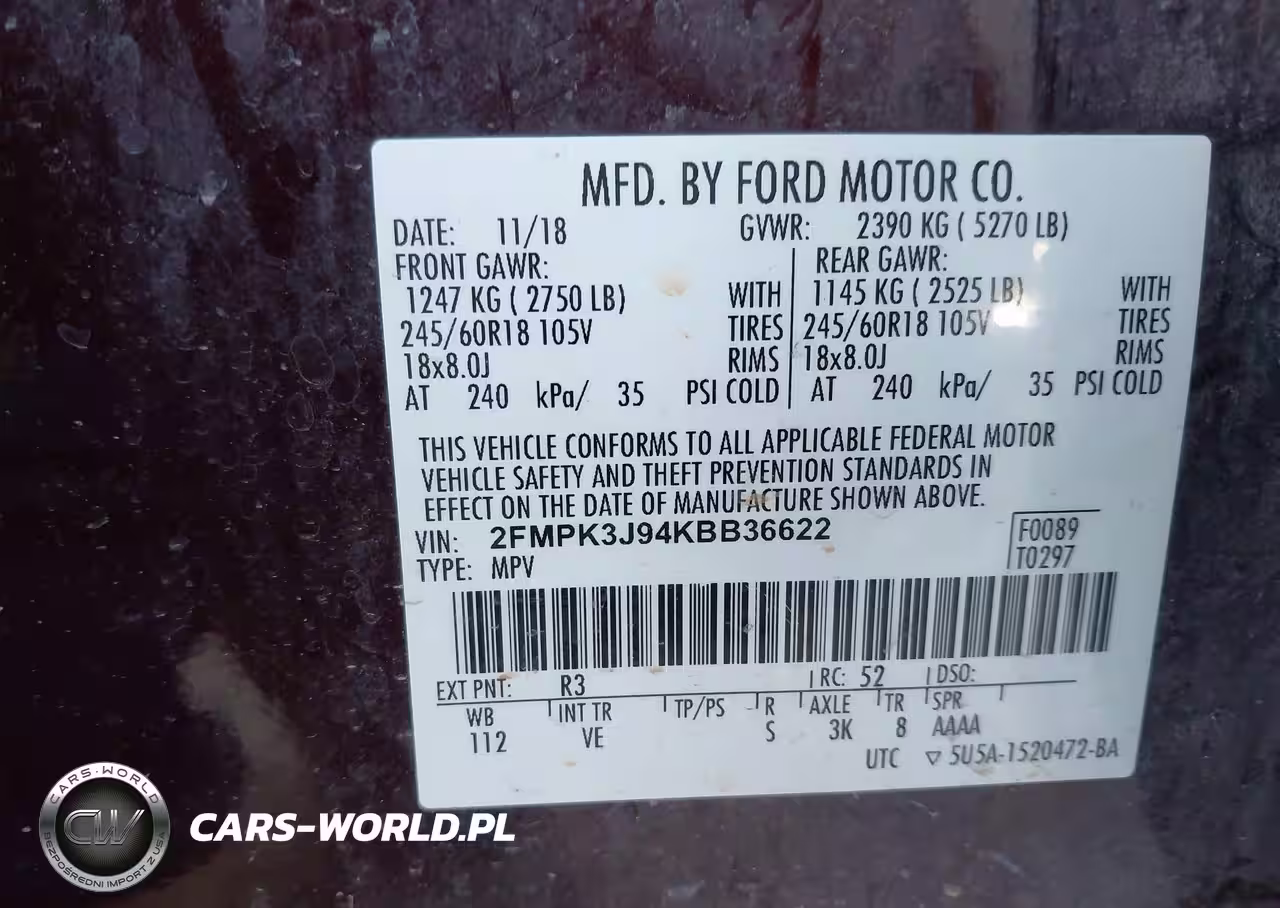 MFD. BY FORD MOTOR CO.
DATE: 11/18 GVWR: 2390 KG ( 5270 LB)
FRONT GAWR: REAR GAWR:
1247 KG ( 2750 LB) WITH 1145 KG ( 2525 LB) WITH
245/60R18 105V TIRES 245/60R18 105V TIRES
18x8.0J RIMS 18x8.0J RIMS
AT 240 kPa/ 35 PSI COLD AT 240 kPa/ 35 PSI COLD
THIS VEHICLE CONFORMS TO ALL APPLICABLE FEDERAL MOTOR
VEHICLE SAFETY AND THEFT PREVENTION STANDARDS IN
EFFECT ON THE DATE OF MANUFACTURE SHOWN ABOVE.
VIN: 2FMPK3J94KBB36622 F0089
TYPE: MPV T0297
EXT PNT: R3 RC: 52 DSO:
WB INT TR TP/PS R AXLE TR SPR
112 VE S 3K 8 AAAA
UTC ▽ 5U5A-1520472-BA
CARS-WORLD
CW
BEZPOŚREDNI IMPORT Z USA
CARS-WORLD.PL